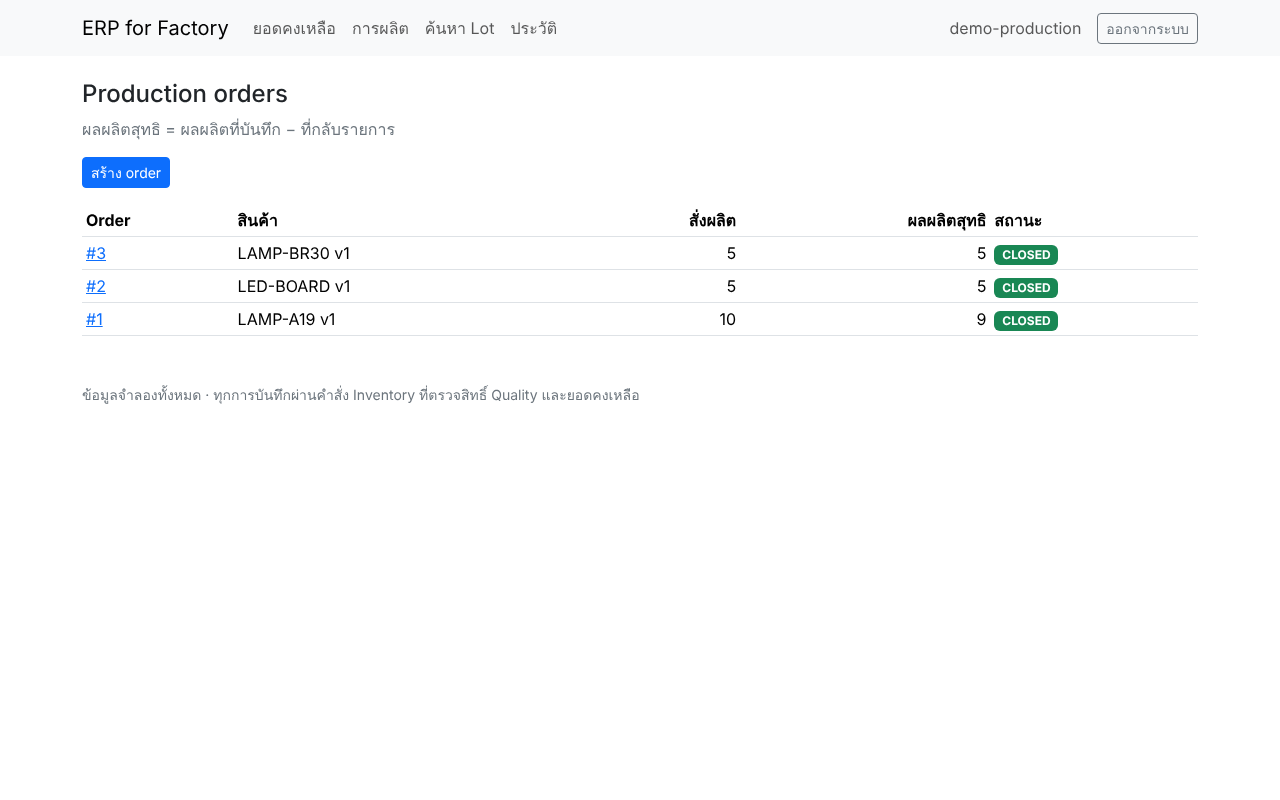 ERP for Factory ยอดคงเหลือ การผลิต ค้นหา Lot ประวัติ demo-production ออกจากระบบ
Production orders
ผลผลิตสุทธิ = ผลผลิตที่บันทึก − ที่กลับรายการ
สร้าง order
Order สินค้า สั่งผลิต ผลผลิตสุทธิ สถานะ
#3 LAMP-BR30 v1 5 5 CLOSED
#2 LED-BOARD v1 5 5 CLOSED
#1 LAMP-A19 v1 10 9 CLOSED
ข้อมูลจำลองทั้งหมด · ทุกการบันทึกผ่านคำสั่ง Inventory ที่ตรวจสิทธิ์ Quality และยอดคงเหลือ